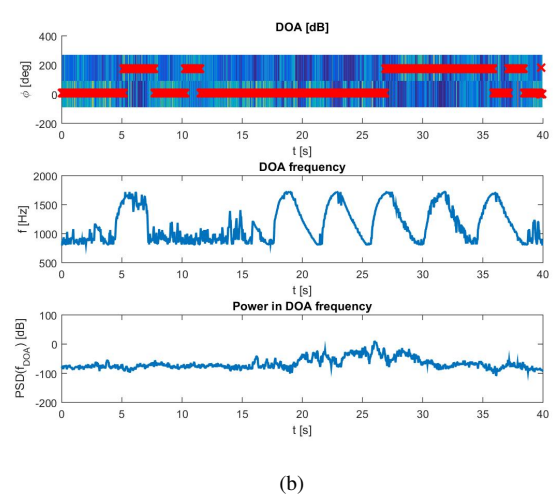 DOA [dB]
400
200
0
-200
ϕ [deg]
0 5 10 15 20 25 30 35 40
t [s]
DOA frequency
2000
1500
1000
500
f [Hz]
0 5 10 15 20 25 30 35 40
t [s]
Power in DOA frequency
100
0
-100
-200
PSD(f_DOA) [dB]
0 5 10 15 20 25 30 35 40
t [s]
(b)